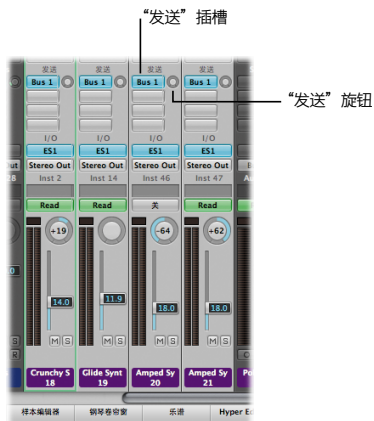 “发送”插槽
“发送”旋钮
发送 发送 发送 发送
Bus 1 Bus 1 Bus 1 Bus 1
I/O I/O I/O I/O
ES1 ES1 ES1 ES1
Stereo Out Stereo Out Stereo Out Stereo Out
Inst 2 Inst 14 Inst 46 Inst 47
Read Read 关 Read
+19 -64 +62
14.0 11.9 18.0 18.0
M S M S M S M S
Crunchy S Glide Synt Amped Sy Amped Sy
18 19 20 21
样本编辑器 钢琴卷帘窗 乐谱 Hyper Ed